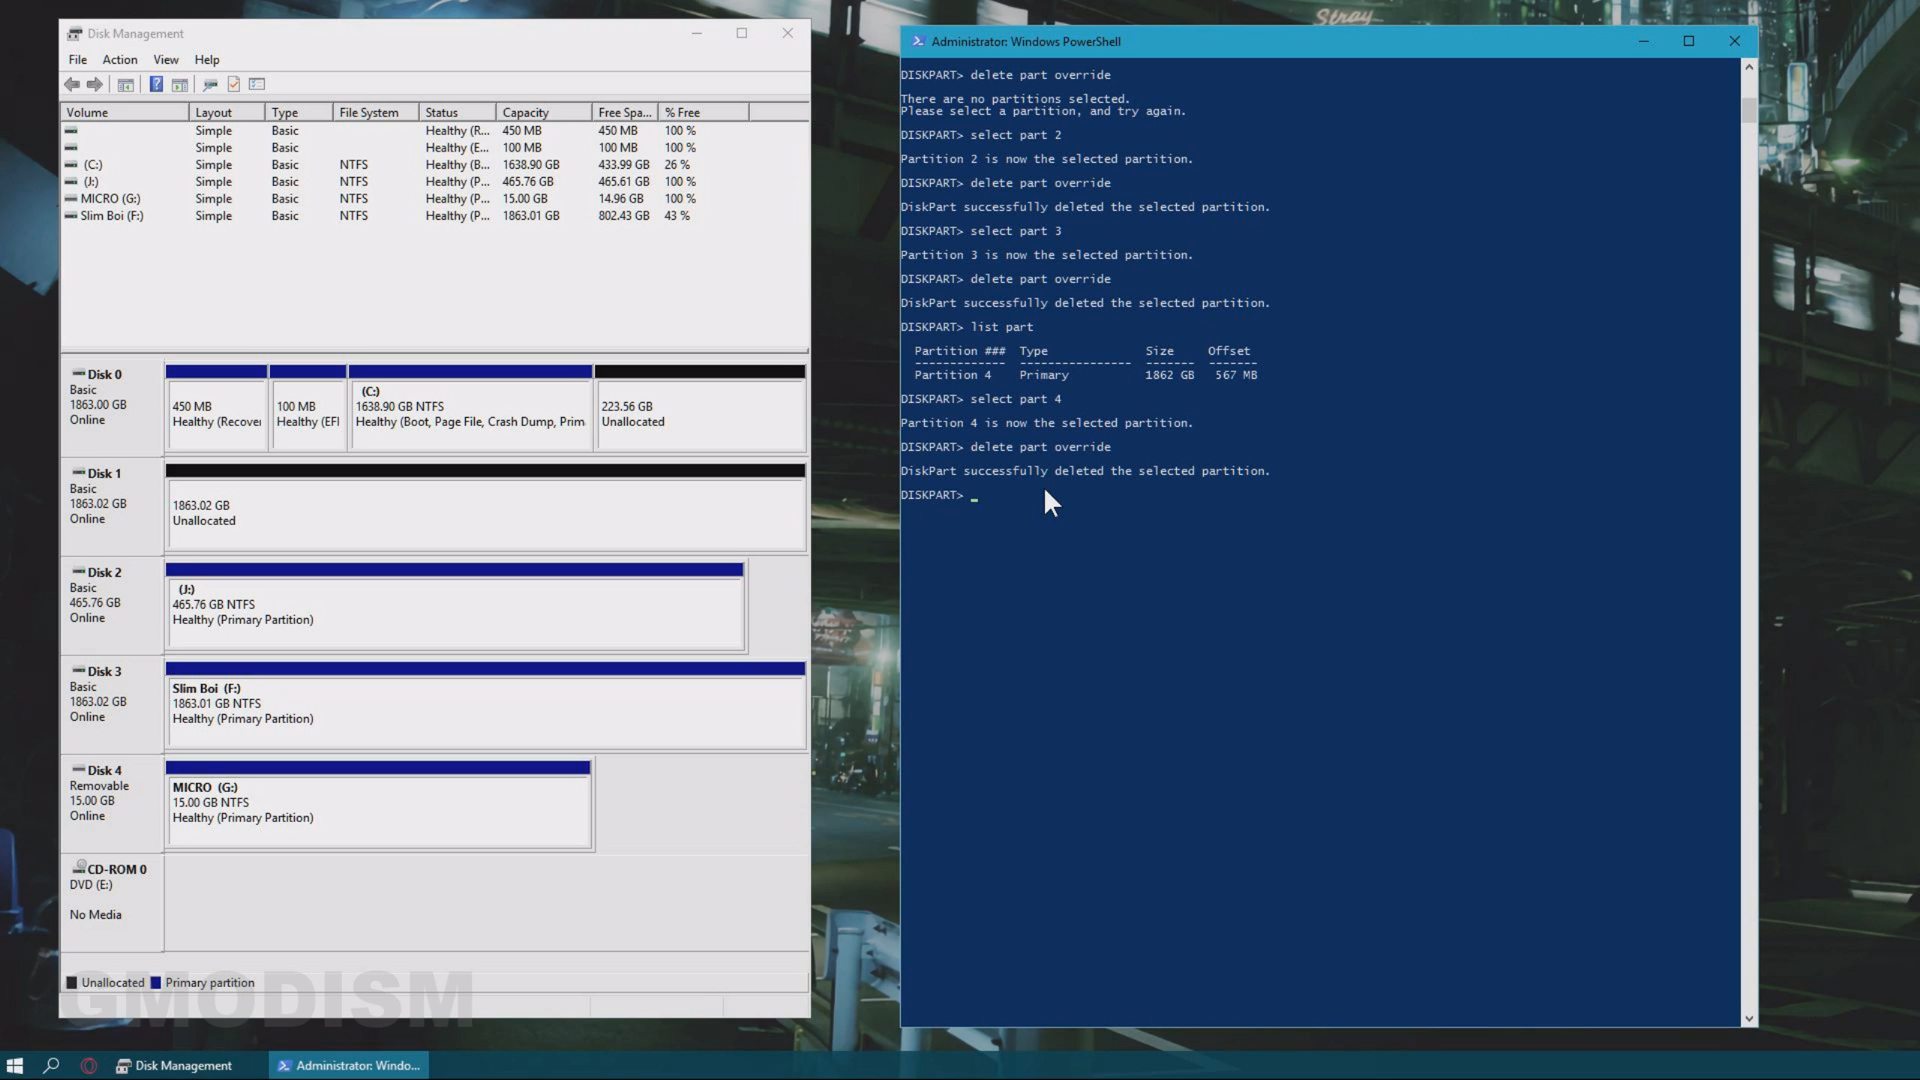 Stray
Disk Management
File Action View Help
Volume Layout Type File System Status Capacity Free Spa... % Free
Simple Basic Healthy (R... 450 MB 450 MB 100 %
Simple Basic Healthy (E... 100 MB 100 MB 100 %
(C:) Simple Basic NTFS Healthy (B... 1638.90 GB 433.99 GB 26 %
(J:) Simple Basic NTFS Healthy (P... 465.76 GB 465.61 GB 100 %
MICRO (G:) Simple Basic NTFS Healthy (P... 15.00 GB 14.96 GB 100 %
Slim Boi (F:) Simple Basic NTFS Healthy (P... 1863.01 GB 802.43 GB 43 %
Disk 0
Basic
1863.00 GB
Online
450 MB
Healthy (Recover
100 MB
Healthy (EFI
(C:)
1638.90 GB NTFS
Healthy (Boot, Page File, Crash Dump, Prim
223.56 GB
Unallocated
Disk 1
Basic
1863.02 GB
Online
1863.02 GB
Unallocated
Disk 2
Basic
465.76 GB
Online
(J:)
465.76 GB NTFS
Healthy (Primary Partition)
Disk 3
Basic
1863.02 GB
Online
Slim Boi (F:)
1863.01 GB NTFS
Healthy (Primary Partition)
Disk 4
Removable
15.00 GB
Online
MICRO (G:)
15.00 GB NTFS
Healthy (Primary Partition)
CD-ROM 0
DVD (E:)
No Media
Unallocated Primary partition
GMODISM
Administrator: Windows PowerShell
DISKPART> delete part override
There are no partitions selected.
Please select a partition, and try again.
DISKPART> select part 2
Partition 2 is now the selected partition.
DISKPART> delete part override
DiskPart successfully deleted the selected partition.
DISKPART> select part 3
Partition 3 is now the selected partition.
DISKPART> delete part override
DiskPart successfully deleted the selected partition.
DISKPART> list part
Partition ### Type Size Offset
------------- ---------------- ------- -------
Partition 4 Primary 1862 GB 567 MB
DISKPART> select part 4
Partition 4 is now the selected partition.
DISKPART> delete part override
DiskPart successfully deleted the selected partition.
DISKPART> _
Disk Management
Administrator: Windo...